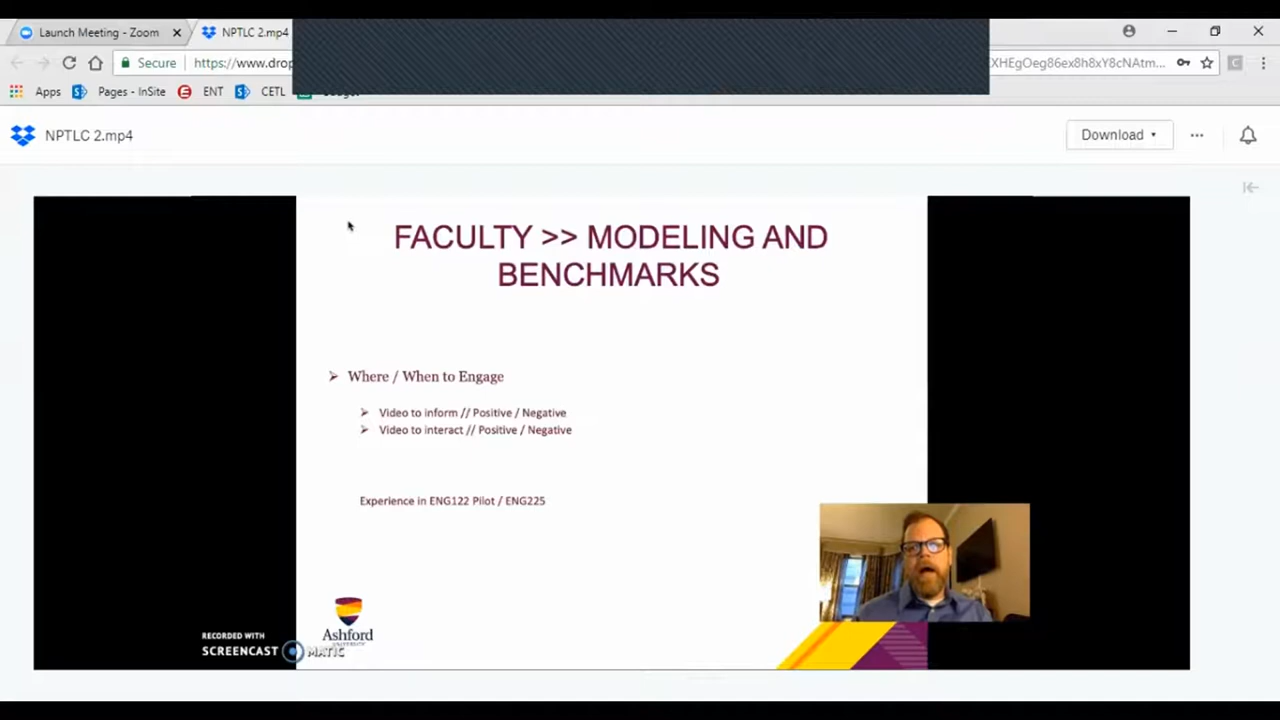 Launch Meeting - Zoom
NPTLC 2.mp4
Secure
https://www.drop
XHEgOeg86ex8h8xY8cNAtm...
Apps
Pages - InSite
ENT
CETL
NPTLC 2.mp4
Download
FACULTY >> MODELING AND
BENCHMARKS
Where / When to Engage
Video to inform // Positive / Negative
Video to interact // Positive / Negative
Experience in ENG122 Pilot / ENG225
Ashford
RECORDED WITH
SCREENCAST MATIC